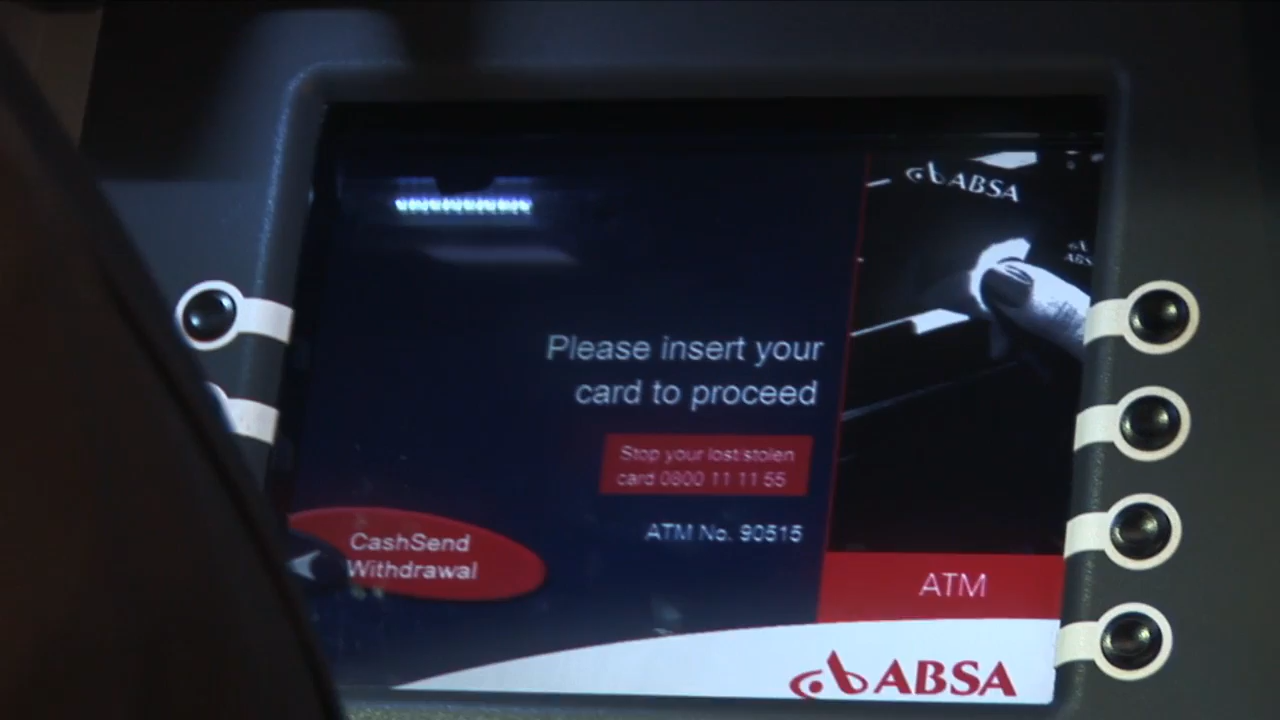 ABSA
Please insert your
card to proceed
Stop your lost/stolen
card 0800 11 11 55
ATM No. 90515
CashSend
Withdrawal
ATM
ABSA